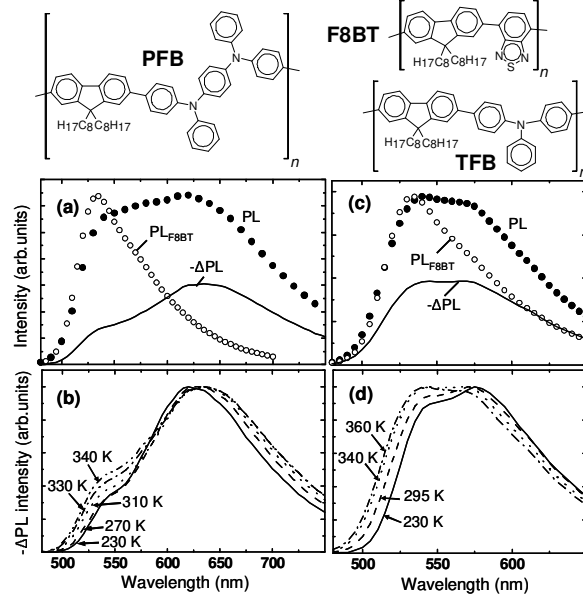 PFB
F8BT
TFB
N
N
H17C8C8H17
n
H17C8C8H17
N
N
S
n
H17C8C8H17
N
n
(a)
PL
PL_F8BT
-ΔPL
Intensity (arb.units)
(c)
PL
PL_F8BT
-ΔPL
(b)
340 K
330 K
310 K
270 K
230 K
-ΔPL intensity (arb.units)
500 550 600 650 700
Wavelength (nm)
(d)
360 K
340 K
295 K
230 K
500 550 600
Wavelength (nm)